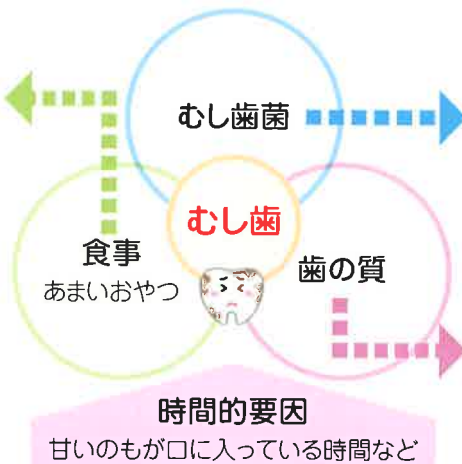 むし歯菌
むし歯
食事
あまいおやつ
歯の質
時間的要因
甘いのもが口に入っている時間など